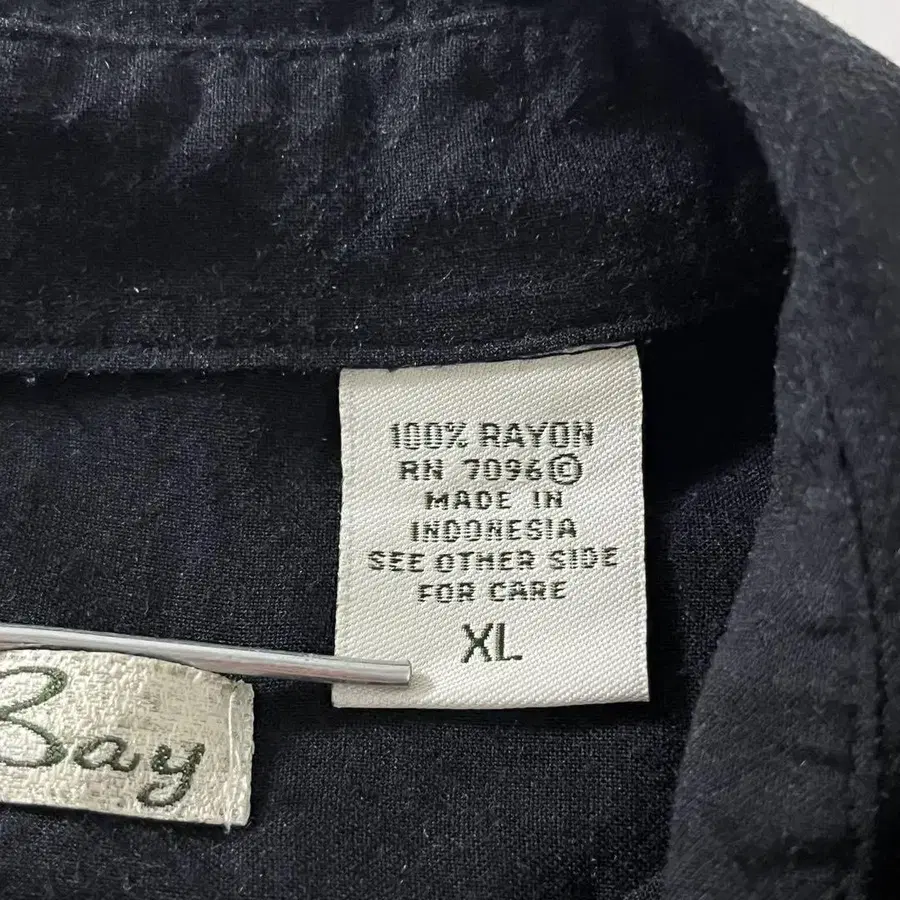 100% RAYON
RN 7096©
MADE IN
INDONESIA
SEE OTHER SIDE
FOR CARE
XL
Bay